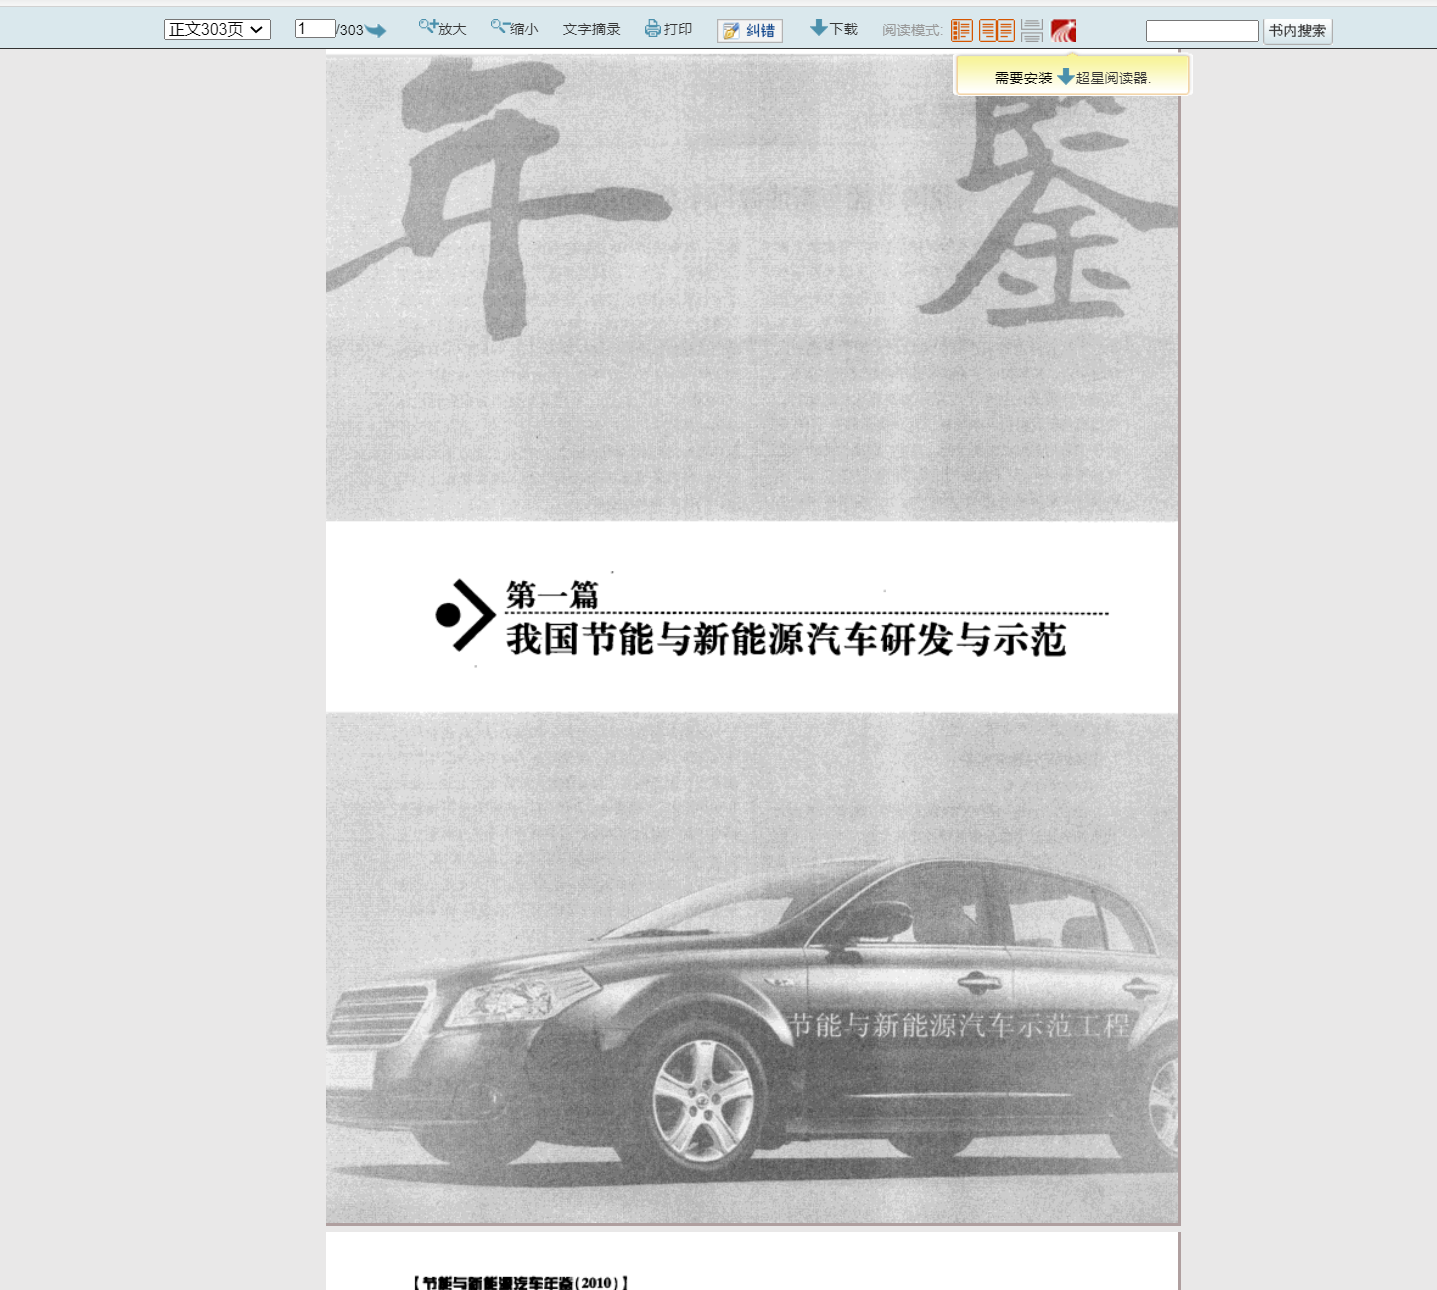 正文303页 1 /303 放大 缩小 文字摘录 打印 纠错 下载 阅读模式: 书内搜索
需要安装 超星阅读器.
年 鉴
第一篇
我国节能与新能源汽车研发与示范
节能与新能源汽车示范工程
【节能与新能源汽车年鉴(2010)】